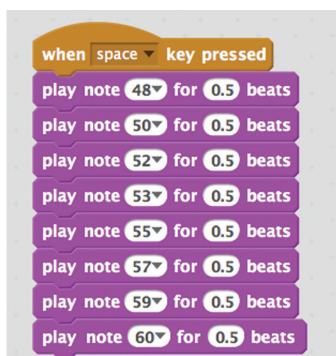 when space key pressed
play note 48 for 0.5 beats
play note 50 for 0.5 beats
play note 52 for 0.5 beats
play note 53 for 0.5 beats
play note 55 for 0.5 beats
play note 57 for 0.5 beats
play note 59 for 0.5 beats
play note 60 for 0.5 beats